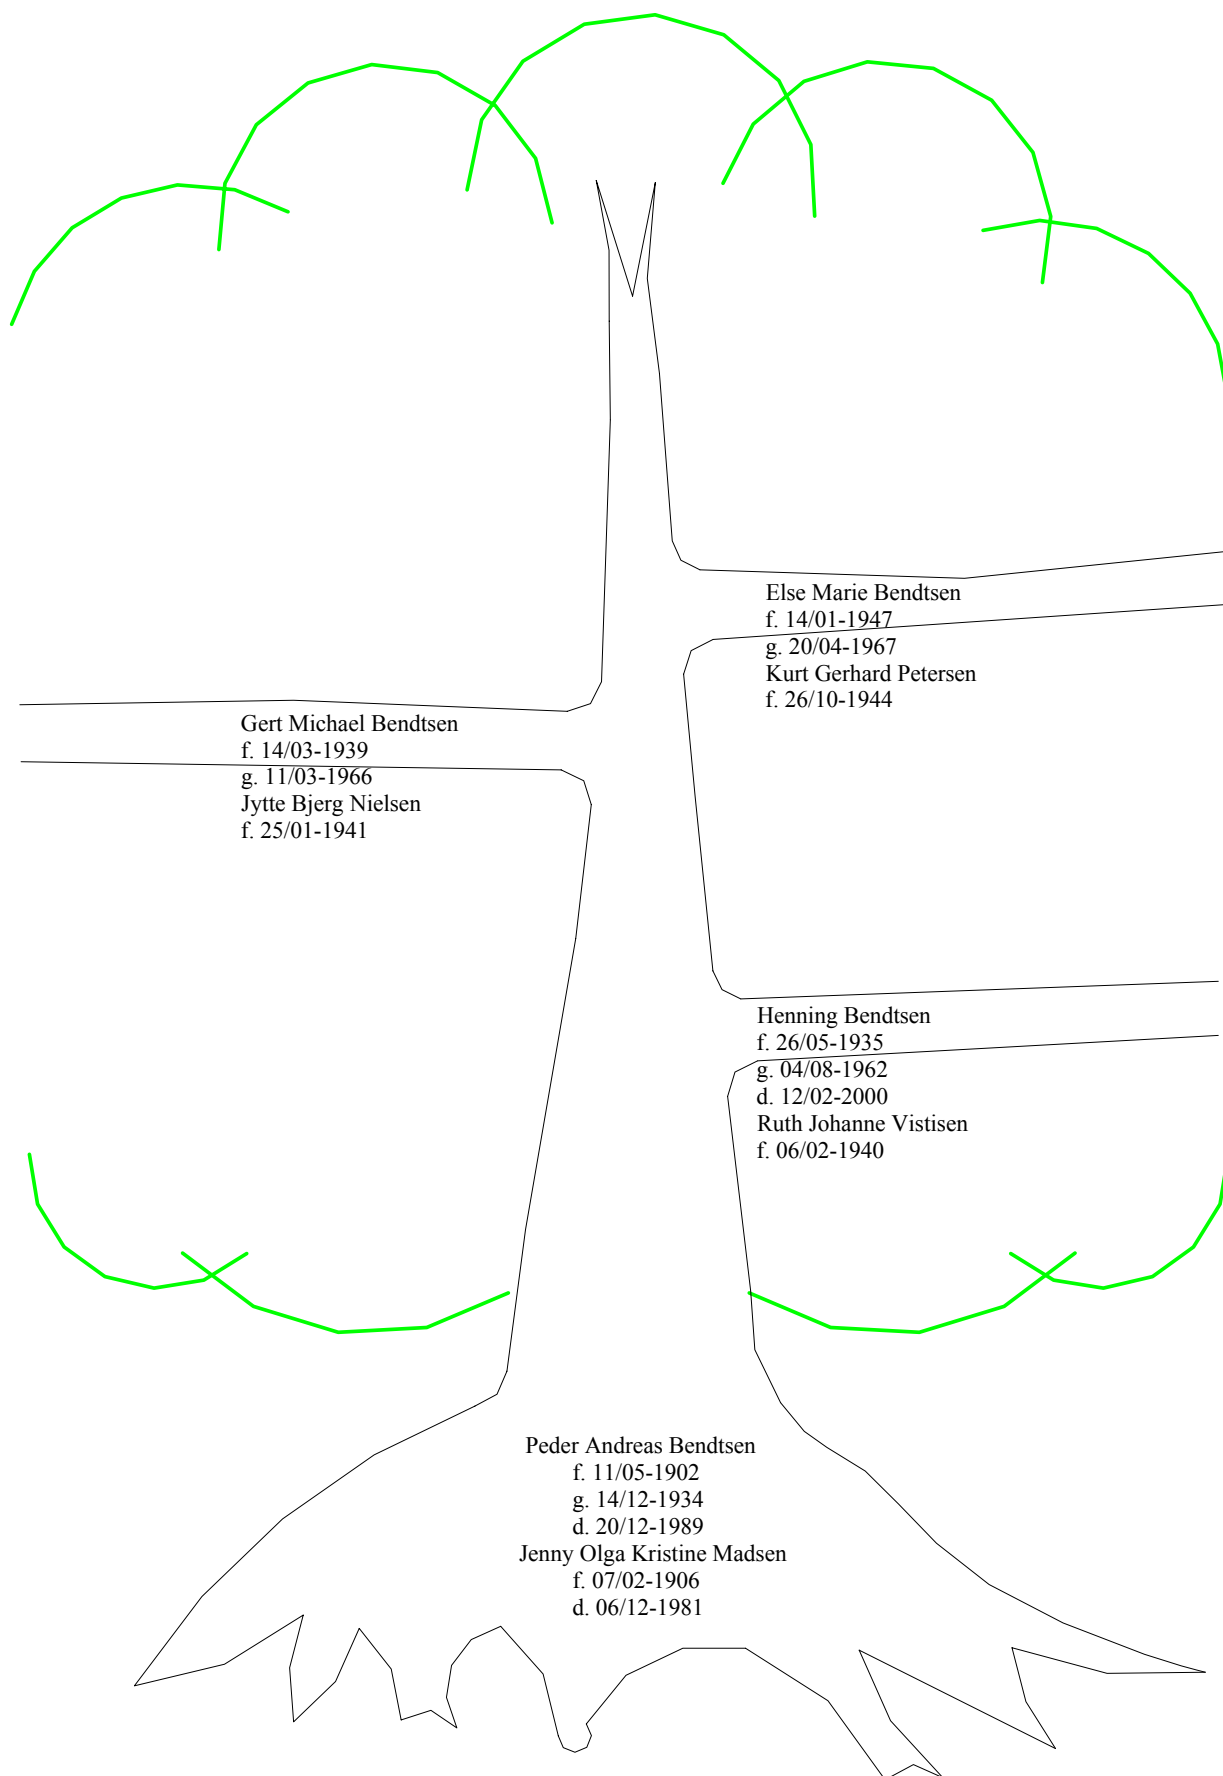 Else Marie Bendtsen
f. 14/01-1947
g. 20/04-1967
Kurt Gerhard Petersen
f. 26/10-1944
Gert Michael Bendtsen
f. 14/03-1939
g. 11/03-1966
Jytte Bjerg Nielsen
f. 25/01-1941
Henning Bendtsen
f. 26/05-1935
g. 04/08-1962
d. 12/02-2000
Ruth Johanne Vistisen
f. 06/02-1940
Peder Andreas Bendtsen
f. 11/05-1902
g. 14/12-1934
d. 20/12-1989
Jenny Olga Kristine Madsen
f. 07/02-1906
d. 06/12-1981